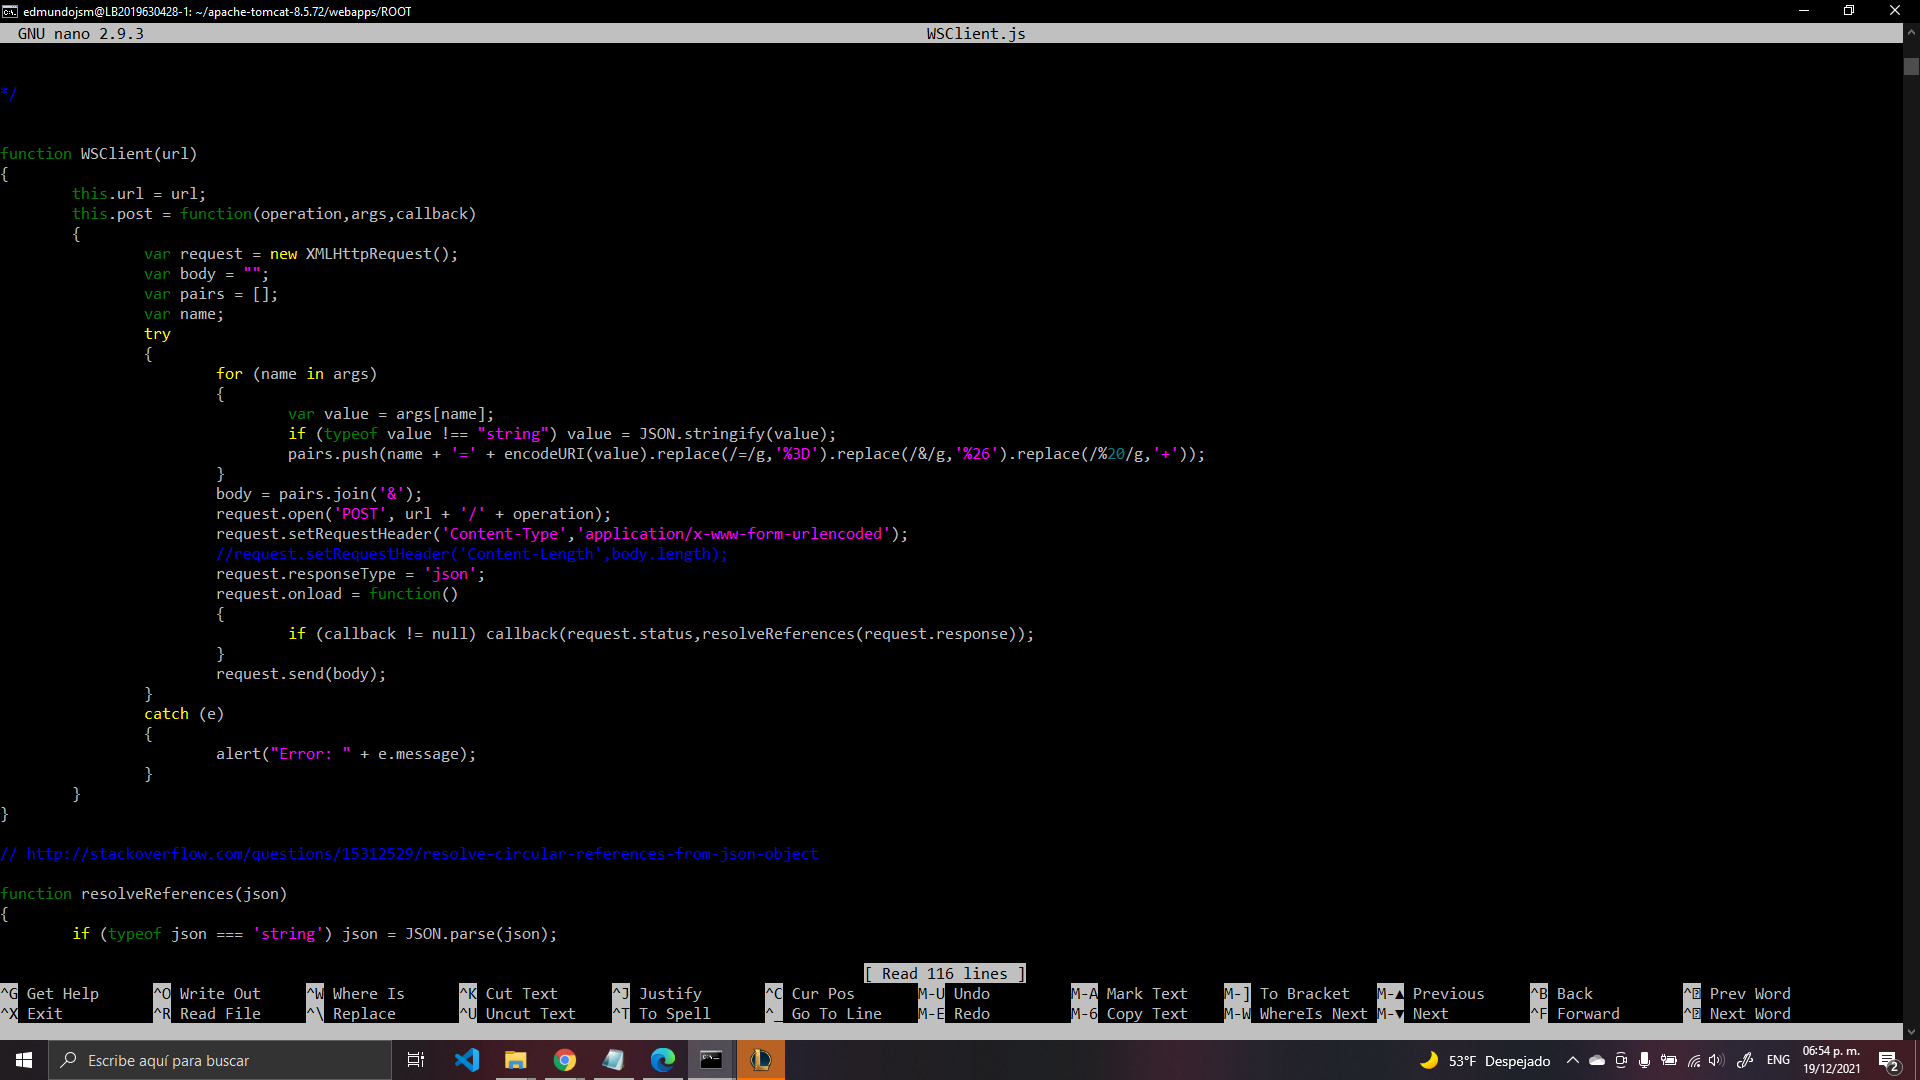 edmundojsm@LB2019630428-1: ~/apache-tomcat-8.5.72/webapps/ROOT
GNU nano 2.9.3 WSClient.js
*/
function WSClient(url)
{
this.url = url;
this.post = function(operation,args,callback)
{
var request = new XMLHttpRequest();
var body = "";
var pairs = [];
var name;
try
{
for (name in args)
{
var value = args[name];
if (typeof value !== "string") value = JSON.stringify(value);
pairs.push(name + '=' + encodeURI(value).replace(/=/g,'%3D').replace(/&/g,'%26').replace(/%20/g,'+'));
}
body = pairs.join('&');
request.open('POST', url + '/' + operation);
request.setRequestHeader('Content-Type','application/x-www-form-urlencoded');
//request.setRequestHeader('Content-Length',body.length);
request.responseType = 'json';
request.onload = function()
{
if (callback != null) callback(request.status,resolveReferences(request.response));
}
request.send(body);
}
catch (e)
{
alert("Error: " + e.message);
}
}
}
// http://stackoverflow.com/questions/15312529/resolve-circular-references-from-json-object
function resolveReferences(json)
{
if (typeof json === 'string') json = JSON.parse(json);
[ Read 116 lines ]
^G Get Help ^O Write Out ^W Where Is ^K Cut Text ^J Justify ^C Cur Pos M-U Undo M-A Mark Text M-] To Bracket M-▲ Previous ^B Back ^ Prev Word
^X Exit ^R Read File ^\ Replace ^U Uncut Text ^T To Spell ^_ Go To Line M-E Redo M-6 Copy Text M-W WhereIs Next M-▼ Next ^F Forward ^ Next Word
Escribe aquí para buscar 53°F Despejado ENG 06:54 p. m.
19/12/2021 2